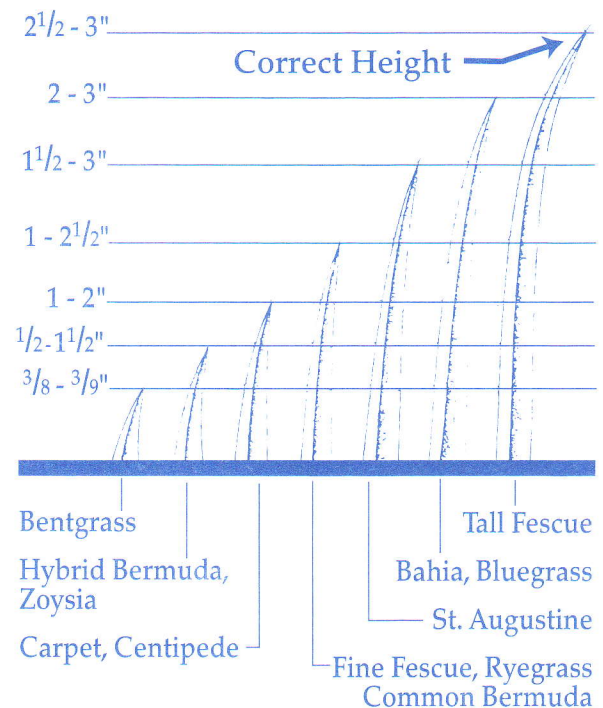 2 1/2 - 3"
Correct Height
2 - 3"
1 1/2 - 3"
1 - 2 1/2"
1 - 2"
1/2-1 1/2"
3/8 - 3/9"
Bentgrass
Hybrid Bermuda,
Zoysia
Carpet, Centipede
Tall Fescue
Bahia, Bluegrass
St. Augustine
Fine Fescue, Ryegrass
Common Bermuda